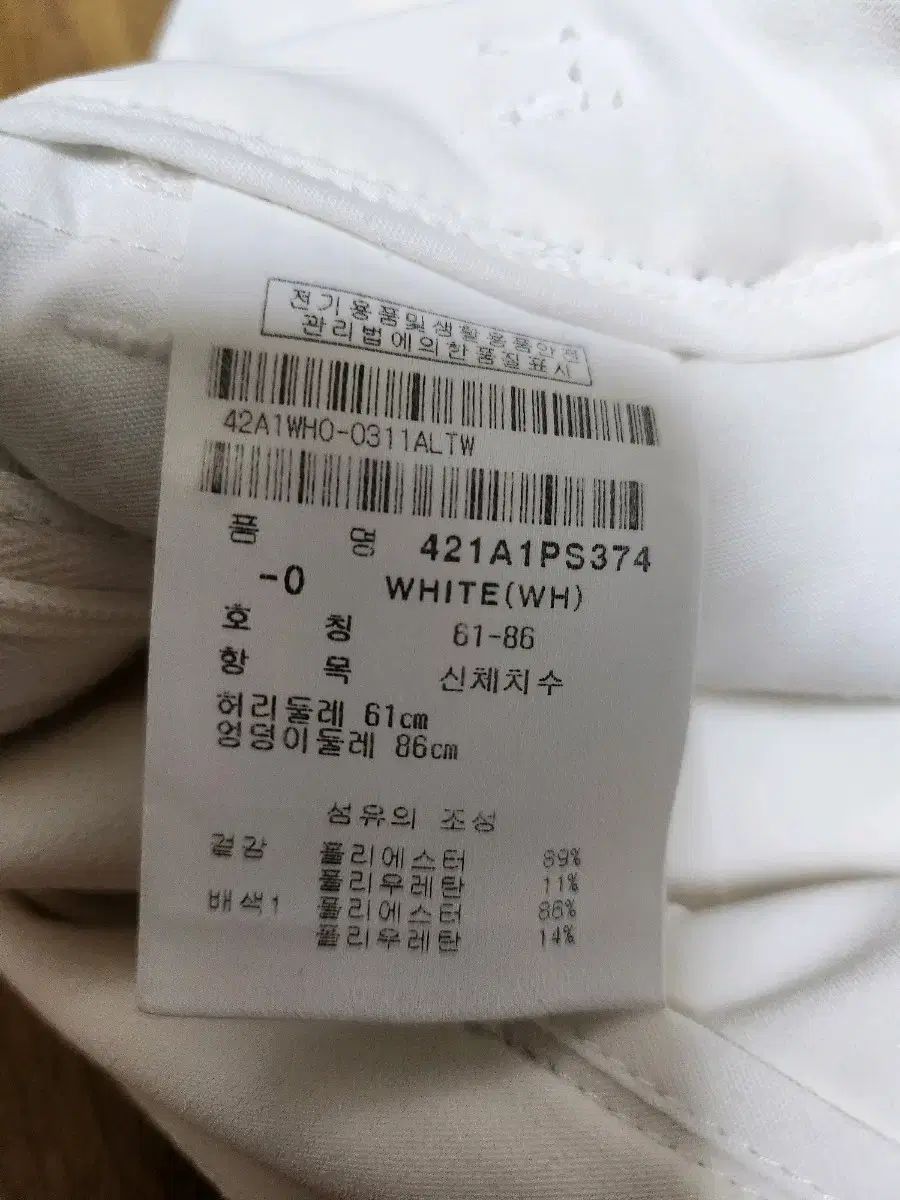 전기용품및생활용품안전
관리법에의한품질표시
42A1WHO-0311ALTW
품 명 421A1PS374
-0 WHITE(WH)
호 칭 61-86
항 목 신체치수
허리둘레 61cm
엉덩이둘레 86cm
섬유의 조성
겉감 폴리에스터 89%
폴리우레탄 11%
배색1 폴리에스터 86%
폴리우레탄 14%